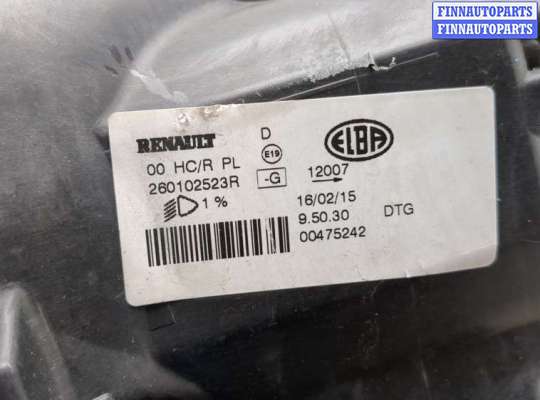 FINNAUTOPARTS
FINNAUTOPARTS
RENAULT D ELBA
00 HC/R PL E19 12007
260102523R -G
1 % 16/02/15
9.50.30 DTG
00475242